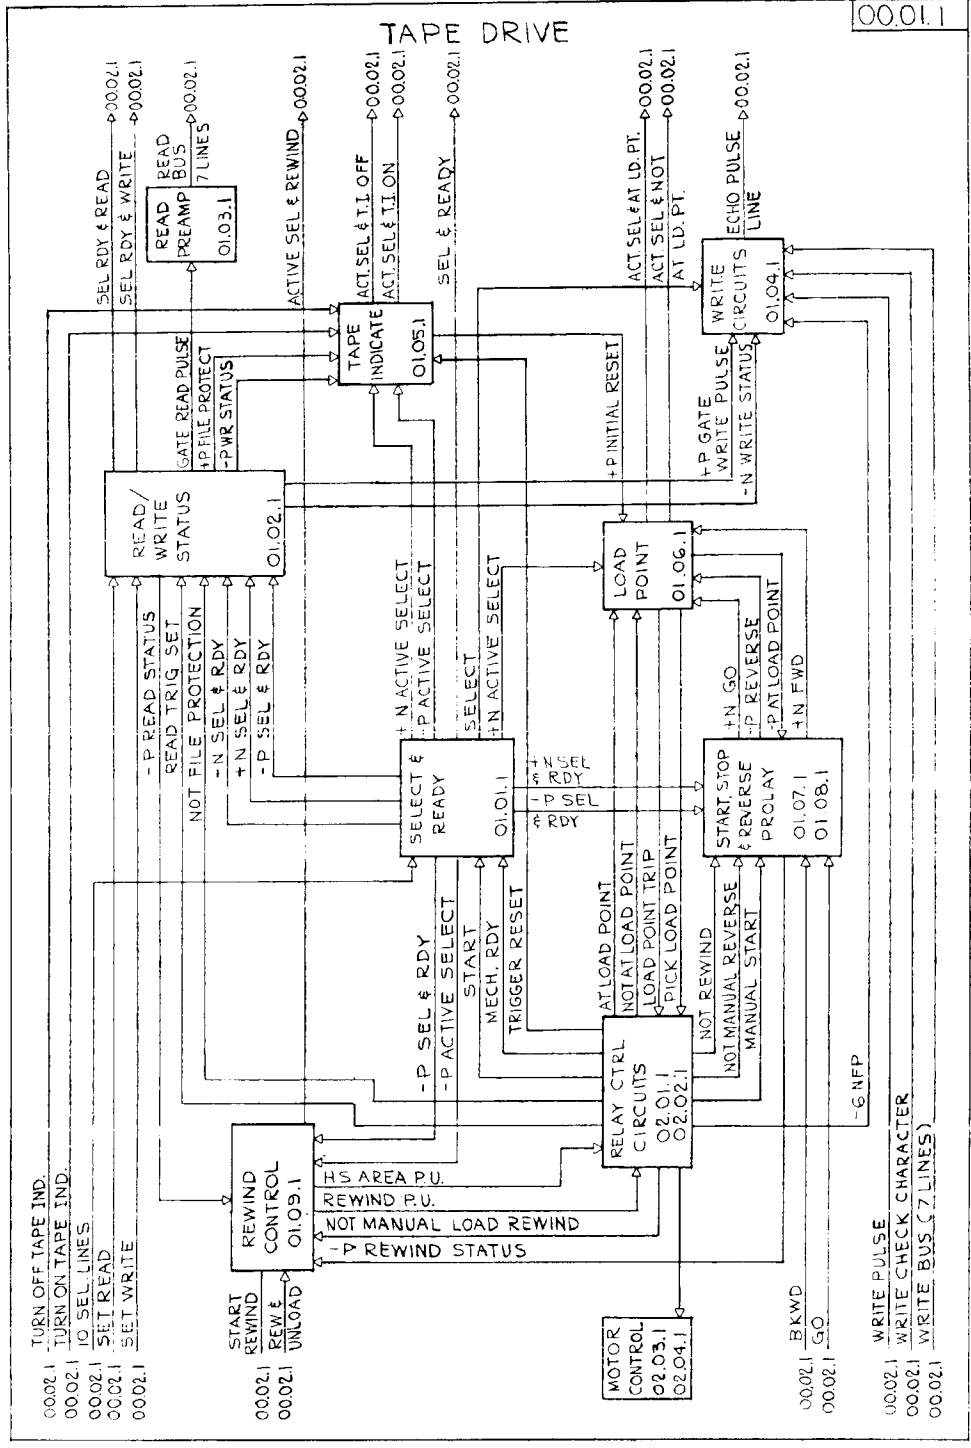 00.01.1
TAPE DRIVE
00.02.1
00.02.1
00.02.1
00.02.1
00.02.1
00.02.1
00.02.1
00.02.1
00.02.1
00.02.1
00.02.1
SEL RDY & READ
SEL RDY & WRITE
READ
BUS
7 LINES
ACTIVE SEL & REWIND
ACT. SEL & T.I OFF
ACT. SEL & T.I. ON
SEL & READY
ACT. SEL & AT LD. PT.
ACT. SEL & NOT
AT LD. PT.
ECHO PULSE
LINE
READ
PREAMP
01.03.1
WRITE
CIRCUITS
01.04.1
TAPE
INDICATE
01.05.1
GATE READ PULSE
+P FILE PROTECT
-P WR STATUS
+P INITIAL RESET
+P GATE
WRITE PULSE
-N WRITE STATUS
READ/
WRITE
STATUS
01.02.1
LOAD
POINT
01.06.1
-P READ STATUS
READ TRIG SET
NOT FILE PROTECTION
-N SEL & RDY
+N SEL & RDY
-P SEL & RDY
+N ACTIVE SELECT
-P ACTIVE SELECT
SELECT
+N ACTIVE SELECT
+N GO
-P REVERSE
-P AT LOAD POINT
+N FWD
SELECT &
READY
01.01.1
+N SEL
& RDY
-P SEL
& RDY
START, STOP
& REVERSE
PROLAY
01.07.1
01.08.1
-P SEL & RDY
-P ACTIVE SELECT
START
MECH. RDY
TRIGGER RESET
AT LOAD POINT
NOT AT LOAD POINT
LOAD POINT TRIP
PICK LOAD POINT
NOT REWIND
NOT MANUAL REVERSE
MANUAL START
-6 NFP
REWIND
CONTROL
01.09.1
RELAY CTRL
CIRCUITS
02.01.1
02.02.1
HS AREA P.U.
REWIND P.U.
NOT MANUAL LOAD REWIND
-P REWIND STATUS
MOTOR
CONTROL
02.03.1
02.04.1
00.02.1 TURN OFF TAPE IND.
00.02.1 TURN ON TAPE IND.
00.02.1 10 SEL LINES
00.02.1 SET READ
00.02.1 SET WRITE
00.02.1 START
REWIND
00.02.1 REW &
UNLOAD
00.02.1 BKWD
00.02.1 GO
00.02.1 WRITE PULSE
00.02.1 WRITE CHECK CHARACTER
00.02.1 WRITE BUS (7 LINES)